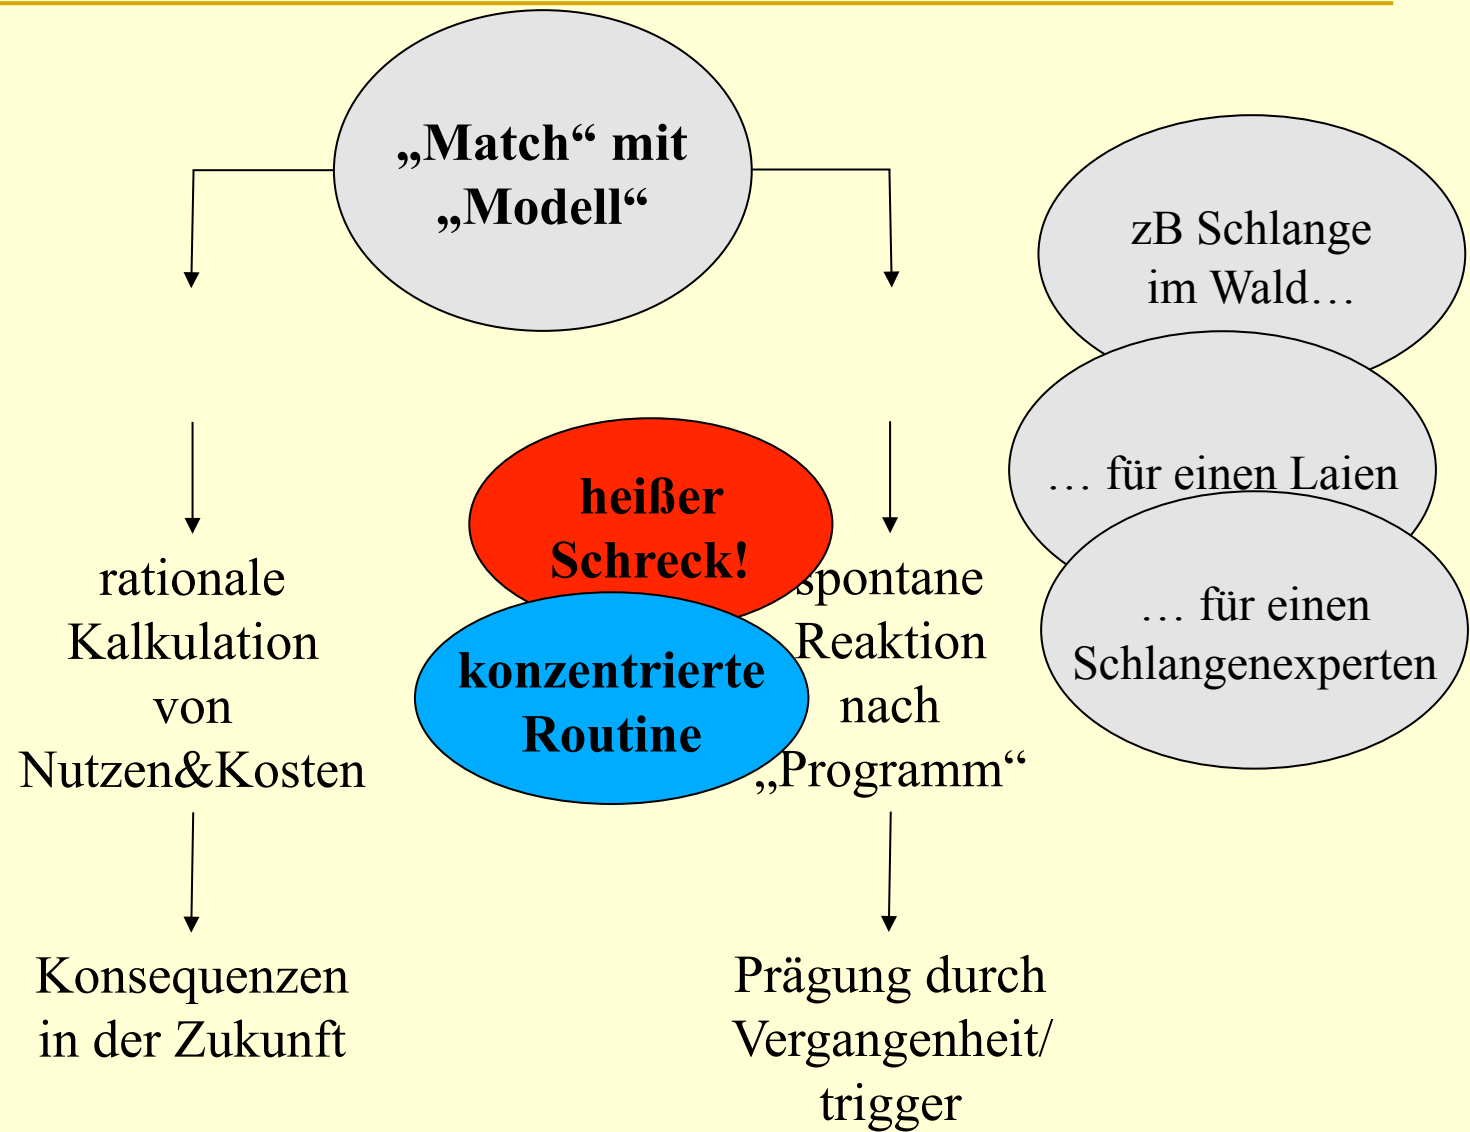 „Match“ mit
„Modell“
zB Schlange
im Wald…
… für einen Laien
… für einen
Schlangenexperten
heißer
Schreck!
konzentrierte
Routine
rationale
Kalkulation
von
Nutzen&Kosten
spontane
Reaktion
nach
„Programm“
Konsequenzen
in der Zukunft
Prägung durch
Vergangenheit/
trigger